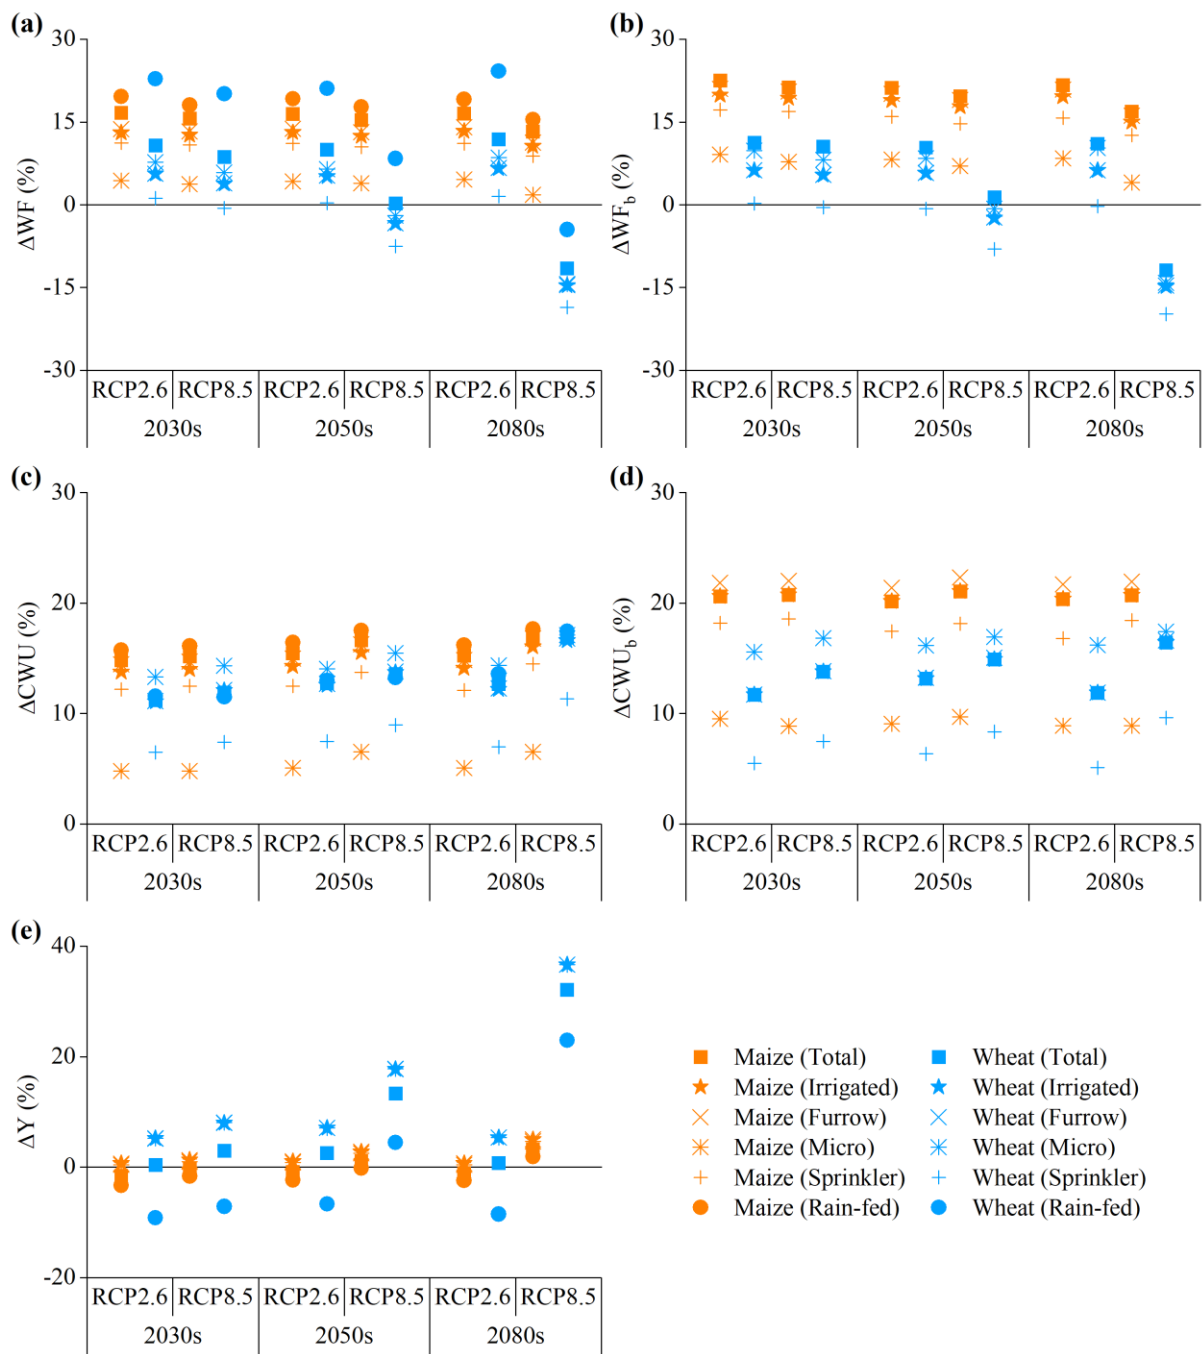 (a)
30
15
0
-15
-30
ΔWF (%)
RCP2.6 RCP8.5 RCP2.6 RCP8.5 RCP2.6 RCP8.5
2030s 2050s 2080s
(b)
30
15
0
-15
-30
ΔWF_b (%)
RCP2.6 RCP8.5 RCP2.6 RCP8.5 RCP2.6 RCP8.5
2030s 2050s 2080s
(c)
30
20
10
0
ΔCWU (%)
RCP2.6 RCP8.5 RCP2.6 RCP8.5 RCP2.6 RCP8.5
2030s 2050s 2080s
(d)
30
20
10
0
ΔCWU_b (%)
RCP2.6 RCP8.5 RCP2.6 RCP8.5 RCP2.6 RCP8.5
2030s 2050s 2080s
(e)
40
20
0
-20
ΔY (%)
RCP2.6 RCP8.5 RCP2.6 RCP8.5 RCP2.6 RCP8.5
2030s 2050s 2080s
Maize (Total) Wheat (Total)
Maize (Irrigated) Wheat (Irrigated)
Maize (Furrow) Wheat (Furrow)
Maize (Micro) Wheat (Micro)
Maize (Sprinkler) Wheat (Sprinkler)
Maize (Rain-fed) Wheat (Rain-fed)